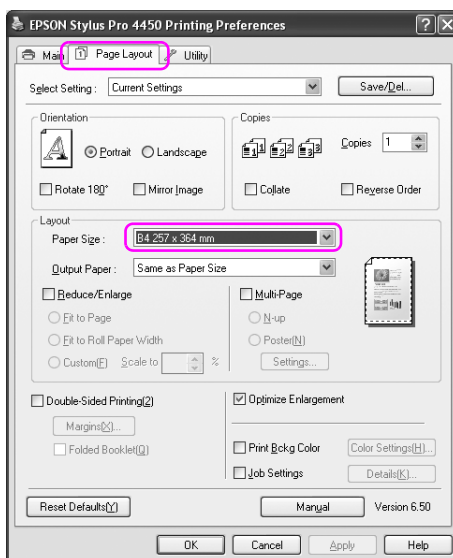 EPSON Stylus Pro 4450 Printing Preferences
Main Page Layout Utility
Select Setting : Current Settings Save/Del...
Orientation Copies
A Portrait Landscape Copies 1
Rotate 180° Mirror Image Collate Reverse Order
Layout
Paper Size : B4 257 x 364 mm
Output Paper : Same as Paper Size
Reduce/Enlarge Multi-Page
Fit to Page N-up
Fit to Roll Paper Width Poster(N)
Custom(F) Scale to % Settings...
Double-Sided Printing(2) Optimize Enlargement
Margins(X)...
Folded Booklet(Q) Print Bckg Color Color Settings(H)...
Job Settings Details(K)...
Reset Defaults(Y) Manual Version 6.50
OK Cancel Apply Help